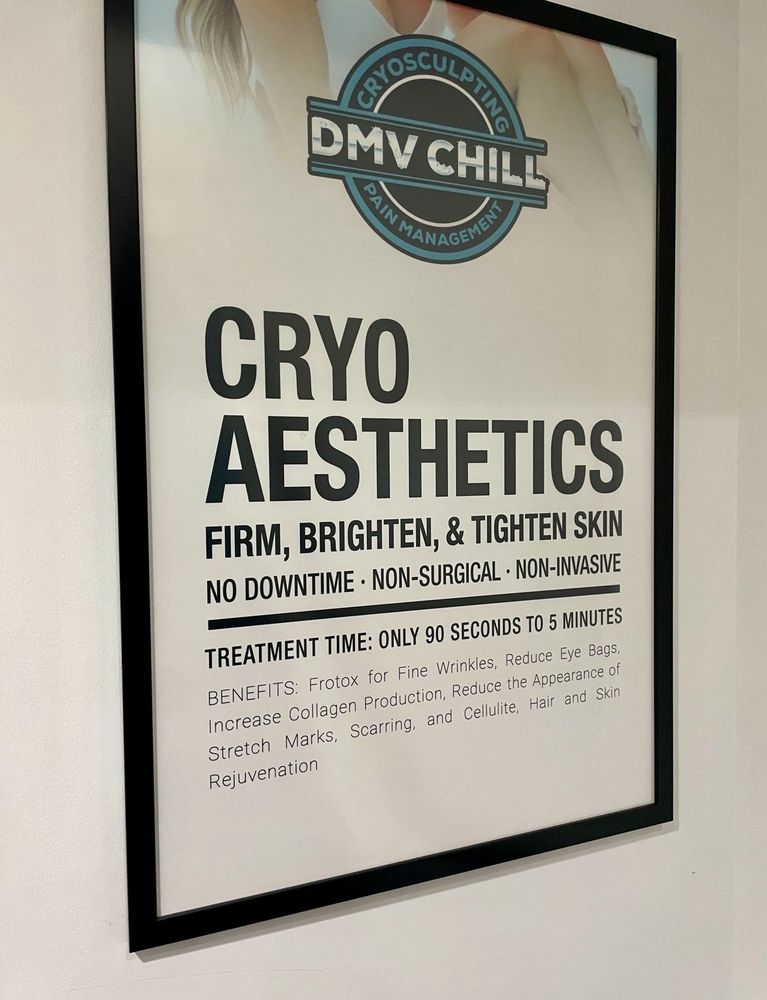 CRYOSCULPTING
DMV CHILL
PAIN MANAGEMENT
CRYO
AESTHETICS
FIRM, BRIGHTEN, & TIGHTEN SKIN
NO DOWNTIME · NON-SURGICAL · NON-INVASIVE
TREATMENT TIME: ONLY 90 SECONDS TO 5 MINUTES
BENEFITS: Frotox for Fine Wrinkles, Reduce Eye Bags,
Increase Collagen Production, Reduce the Appearance of
Stretch Marks, Scarring, and Cellulite, Hair and Skin
Rejuvenation